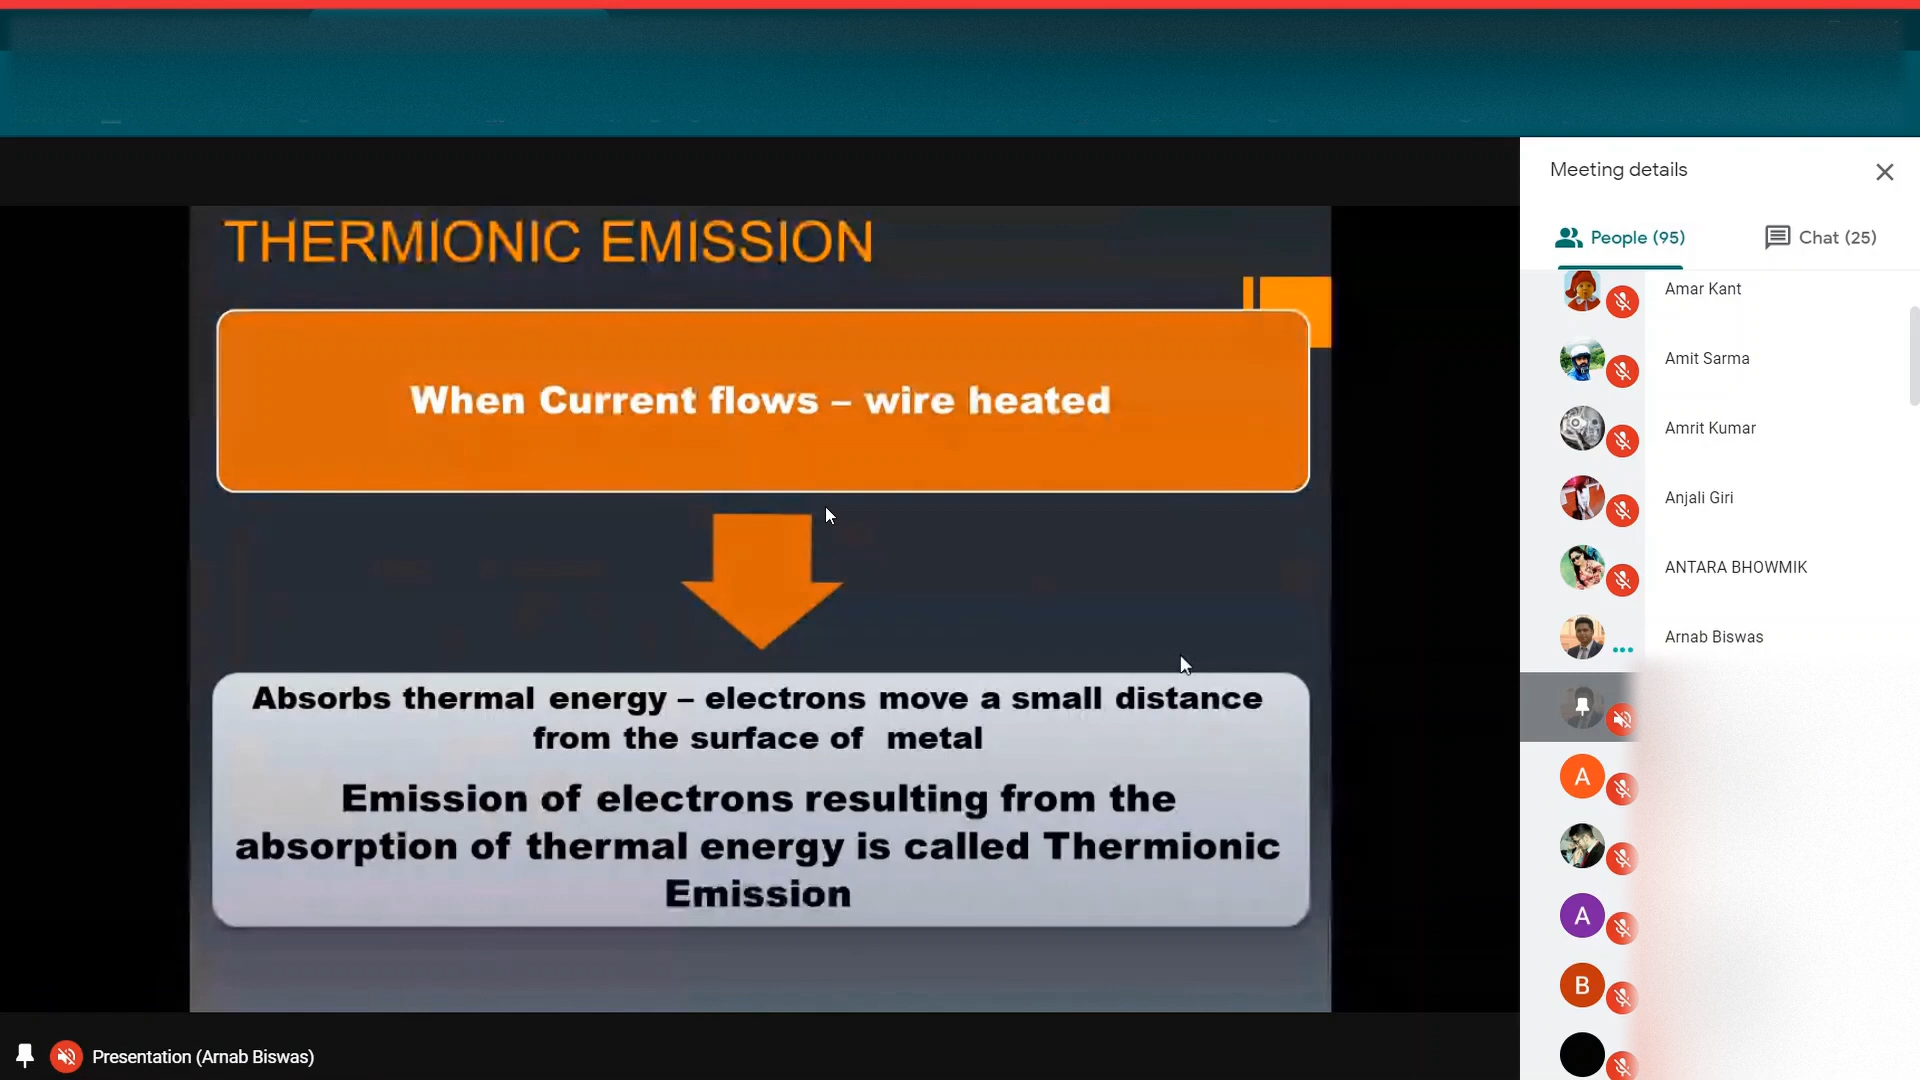 THERMIONIC EMISSION
When Current flows – wire heated
Absorbs thermal energy – electrons move a small distance
from the surface of metal
Emission of electrons resulting from the
absorption of thermal energy is called Thermionic
Emission
Presentation (Arnab Biswas)
Meeting details
People (95)
Chat (25)
Amar Kant
Amit Sarma
Amrit Kumar
Anjali Giri
ANTARA BHOWMIK
Arnab Biswas
A
A
B